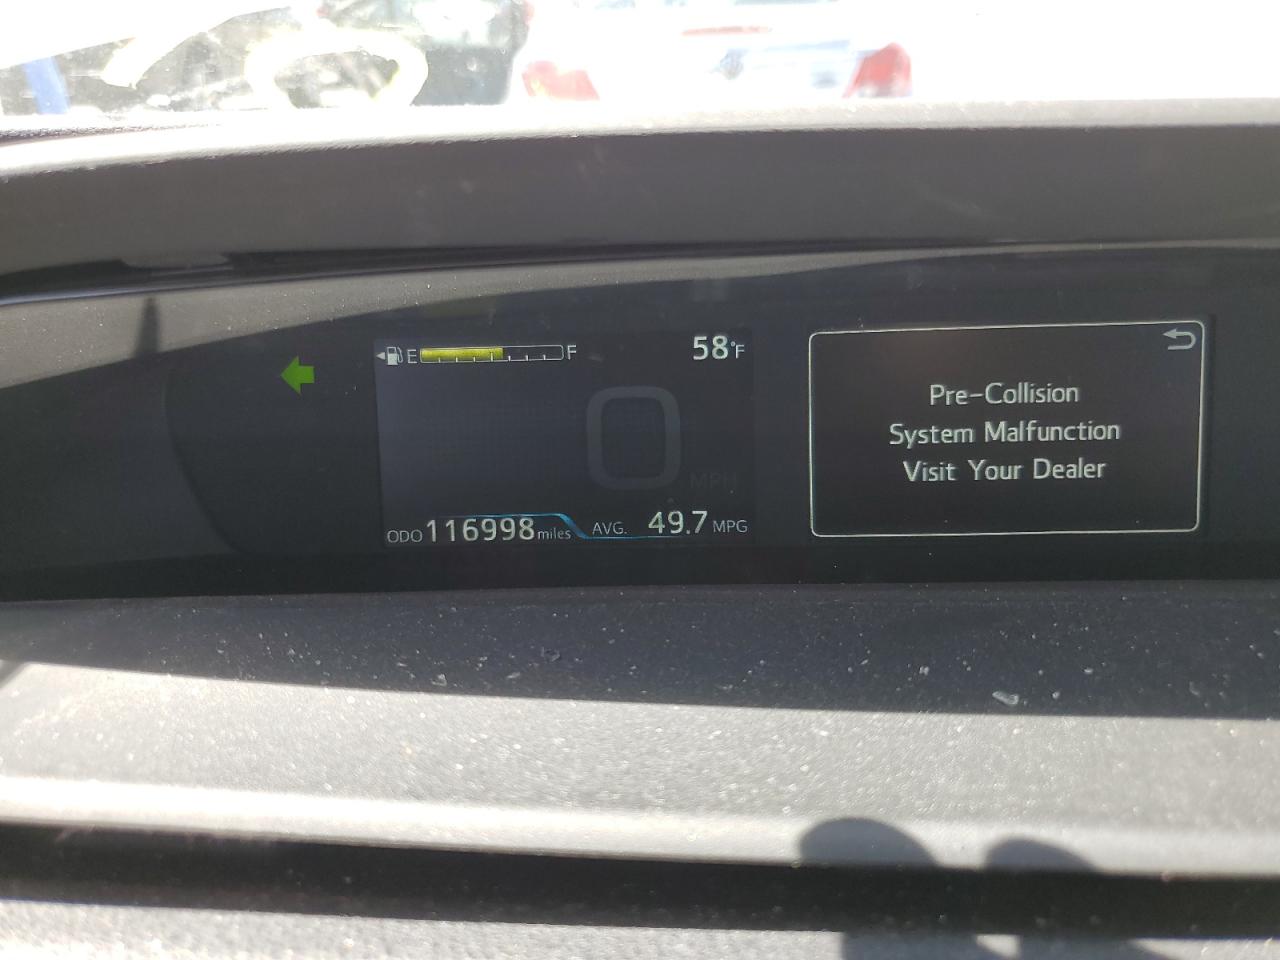 E F 58°F
0
MPH
ODO 116998 miles AVG. 49.7 MPG
Pre-Collision
System Malfunction
Visit Your Dealer